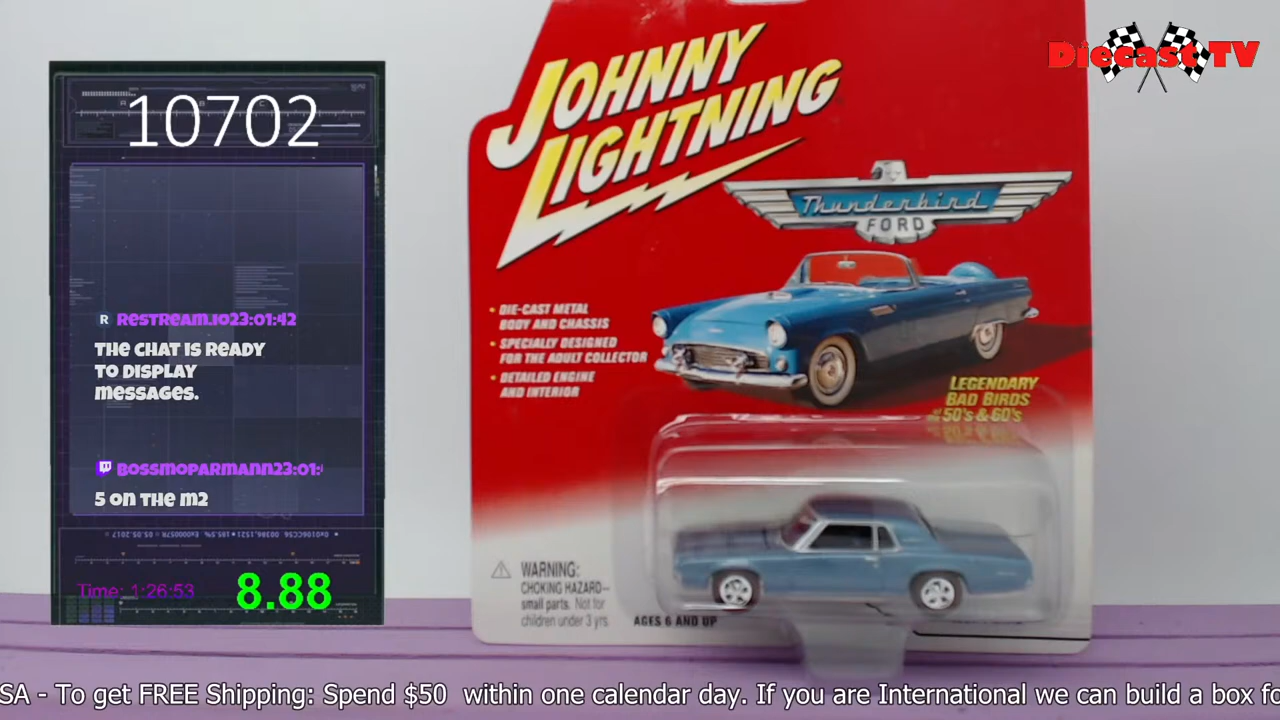 10702
RESTREAM.IO23:01:42
THE CHAT IS READY
TO DISPLAY
MESSAGES.
BOSSMOPARMANN23:01:
5 ON THE M2
Time: 1:26:53
8.88
JOHNNY
LIGHTNING
Thunderbird
FORD
• DIE-CAST METAL
BODY AND CHASSIS
• SPECIALLY DESIGNED
FOR THE ADULT COLLECTOR
• DETAILED ENGINE
AND INTERIOR
LEGENDARY
BAD BIRDS
OF THE 50's & 60's
WARNING:
CHOKING HAZARD–
small parts. Not for
children under 3 yrs.
AGES 6 AND UP
Diecast TV
SA - To get FREE Shipping: Spend $50 within one calendar day. If you are International we can build a box fo